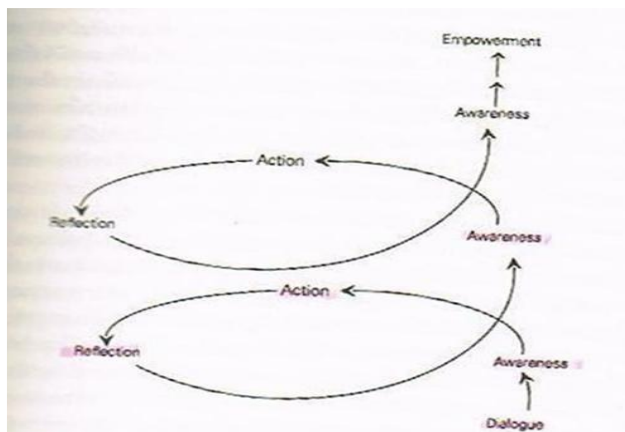 Empowerment
Awareness
Action
Reflection
Awareness
Action
Reflection
Awareness
Dialogue